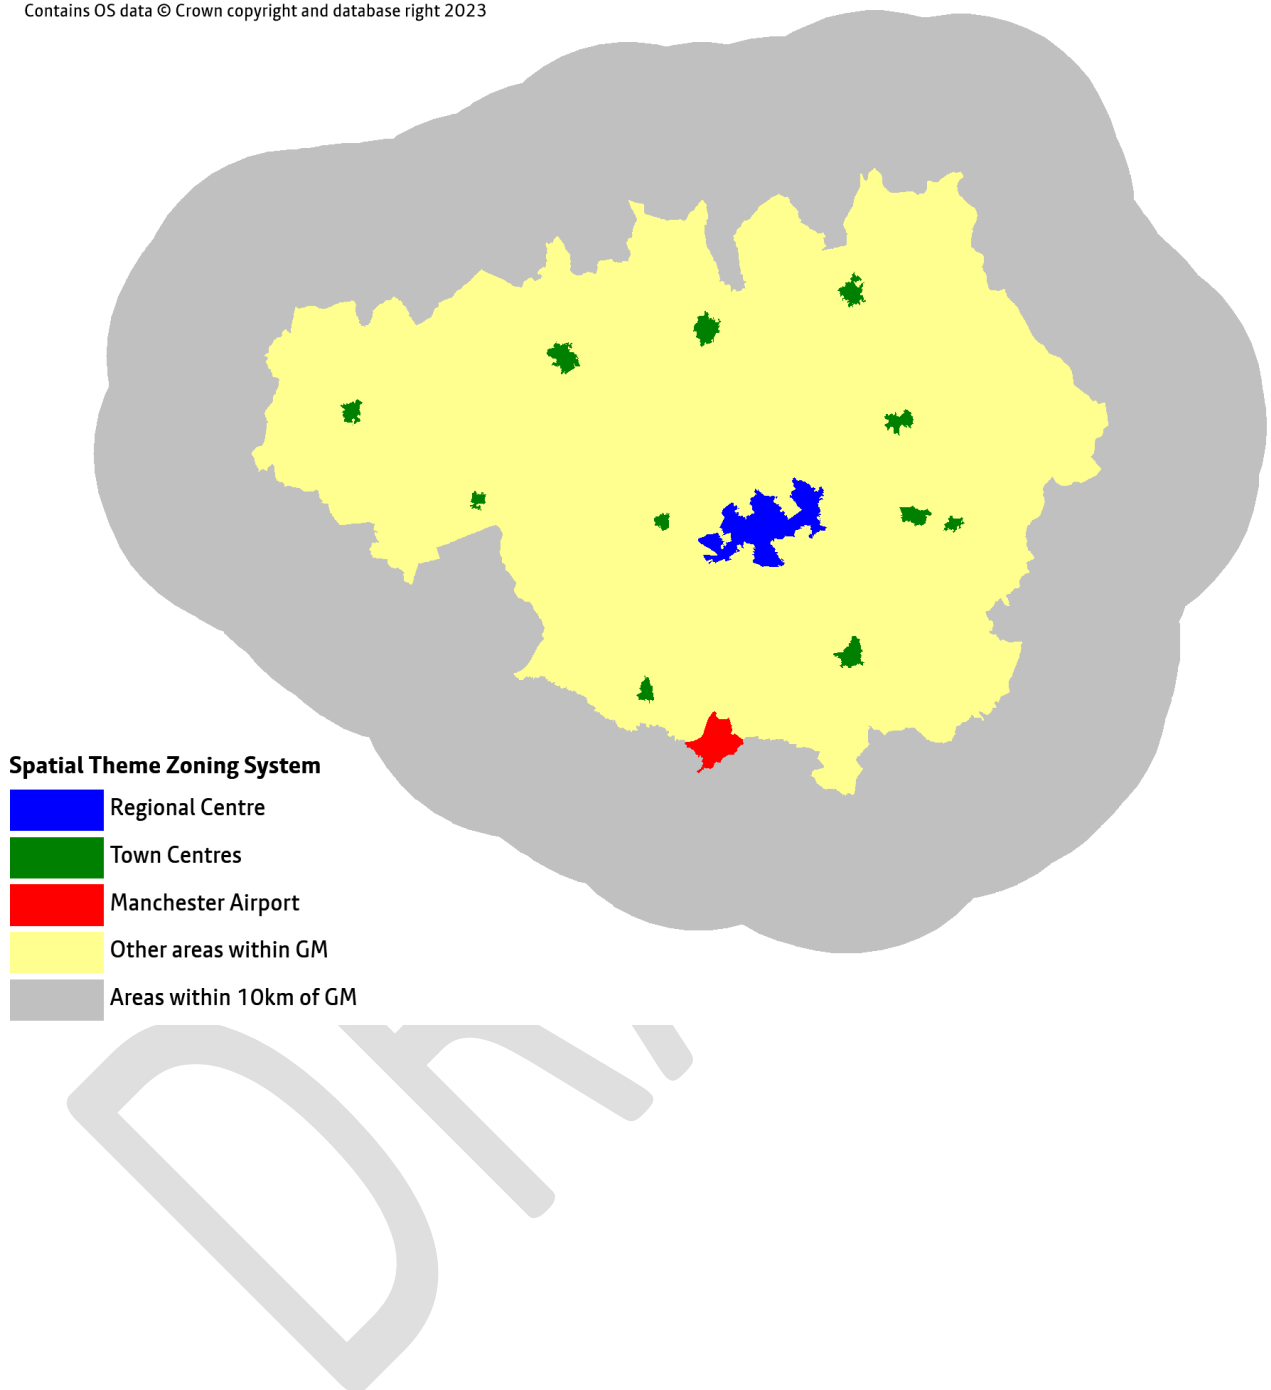 Contains OS data © Crown copyright and database right 2023
Spatial Theme Zoning System
Regional Centre
Town Centres
Manchester Airport
Other areas within GM
Areas within 10km of GM